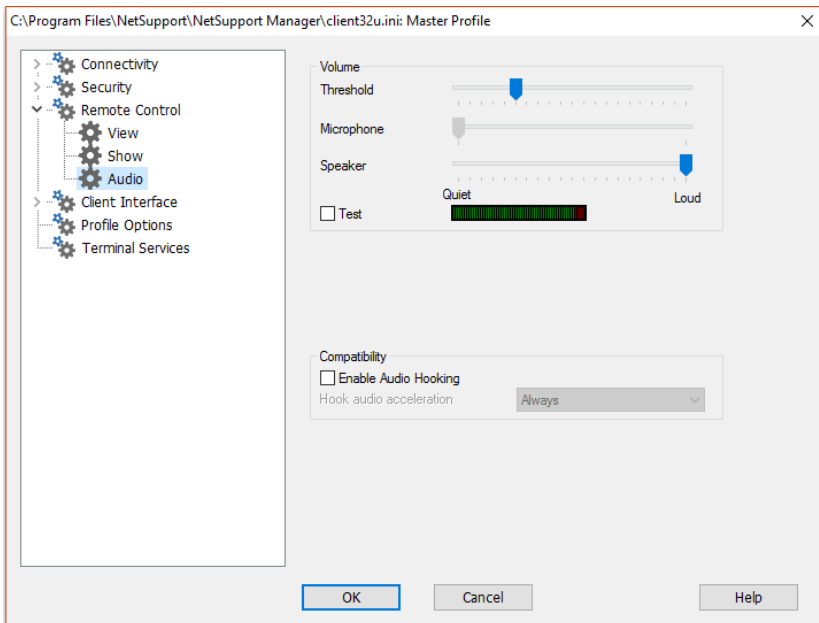 C:\Program Files\NetSupport\NetSupport Manager\client32u.ini: Master Profile
Connectivity
Security
Remote Control
View
Show
Audio
Client Interface
Profile Options
Terminal Services
Volume
Threshold
Microphone
Speaker
Quiet
Loud
Test
Compatibility
Enable Audio Hooking
Hook audio acceleration
Always
OK
Cancel
Help